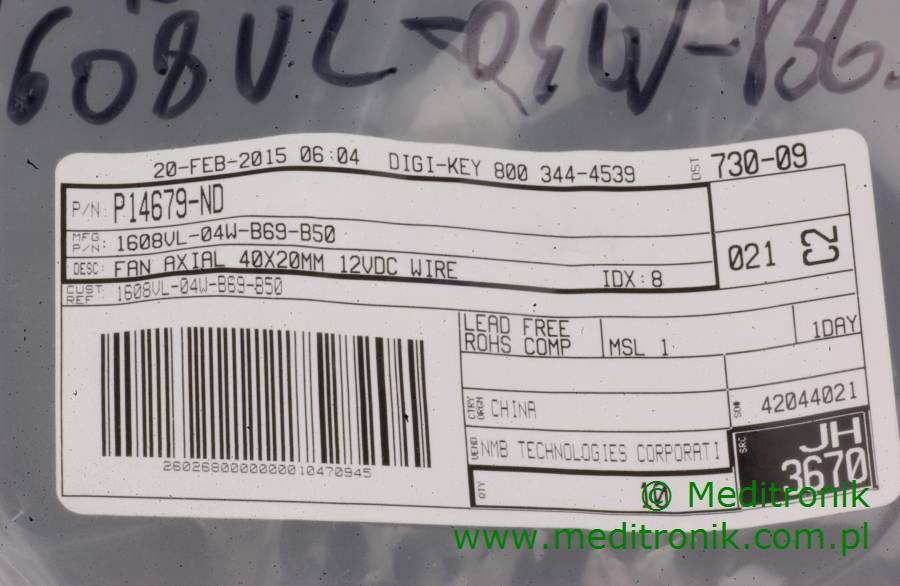 608VL-04W-B36
20-FEB-2015 06:04 DIGI-KEY 800 344-4539 DST 730-09
P/N: P14679-ND
MFG P/N: 1608VL-04W-B69-B50
DESC: FAN AXIAL 40X20MM 12VDC WIRE IDX:8
021 C2
CUST REF 1608VL-04W-B69-B50
LEAD FREE
ROHS COMP MSL 1 1DAY
CTRY ORGN CHINA SO# 42044021
VEND NMB TECHNOLOGIES CORPORATI SRC JH
3670
QTY 10
26026800000000010470945
© Meditronik
www.meditronik.com.pl